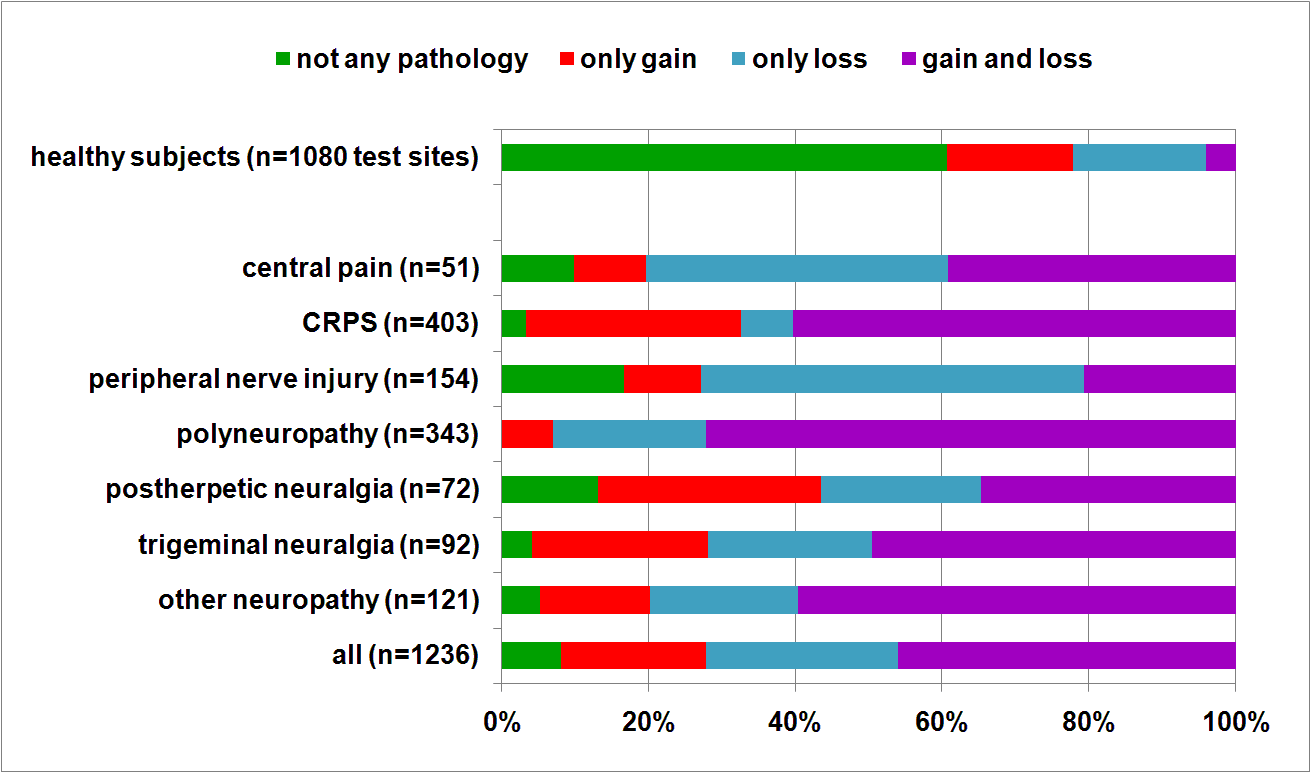 not any pathology only gain only loss gain and loss
healthy subjects (n=1080 test sites)
central pain (n=51)
CRPS (n=403)
peripheral nerve injury (n=154)
polyneuropathy (n=343)
postherpetic neuralgia (n=72)
trigeminal neuralgia (n=92)
other neuropathy (n=121)
all (n=1236)
0% 20% 40% 60% 80% 100%